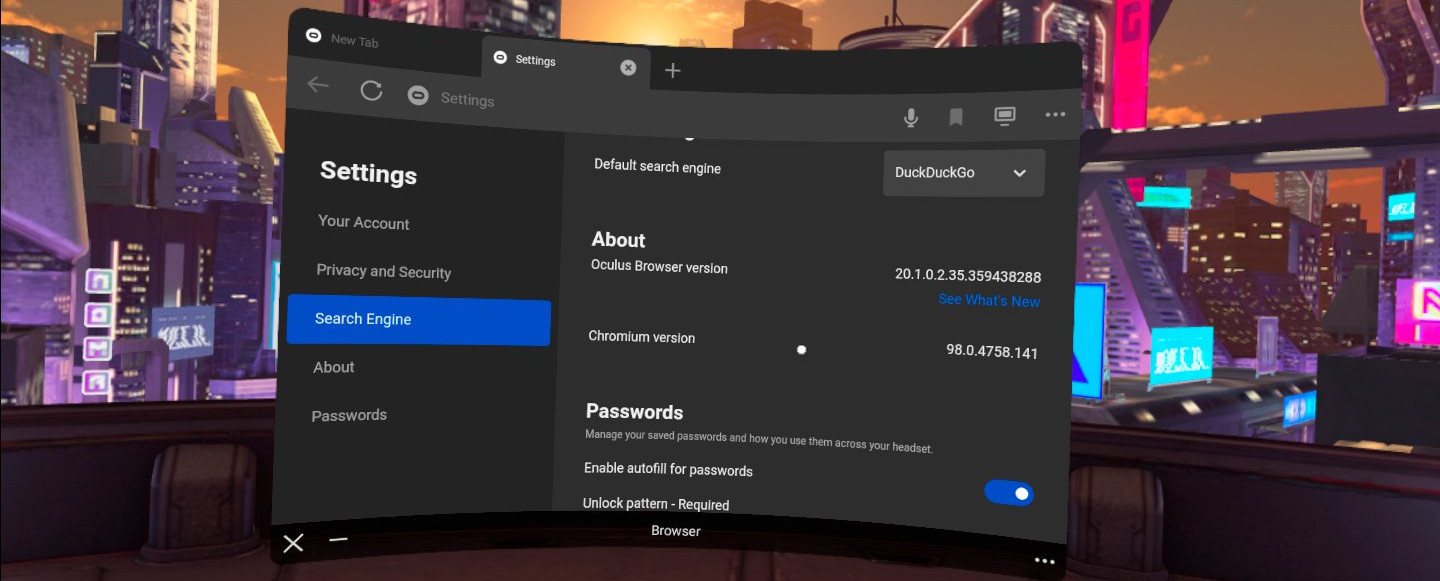 New Tab
Settings
Settings
Settings
Your Account
Privacy and Security
Search Engine
About
Passwords
Default search engine
DuckDuckGo
About
Oculus Browser version
20.1.0.2.35.359438288
See What's New
Chromium version
98.0.4758.141
Passwords
Manage your saved passwords and how you use them across your headset.
Enable autofill for passwords
Unlock pattern - Required
Browser